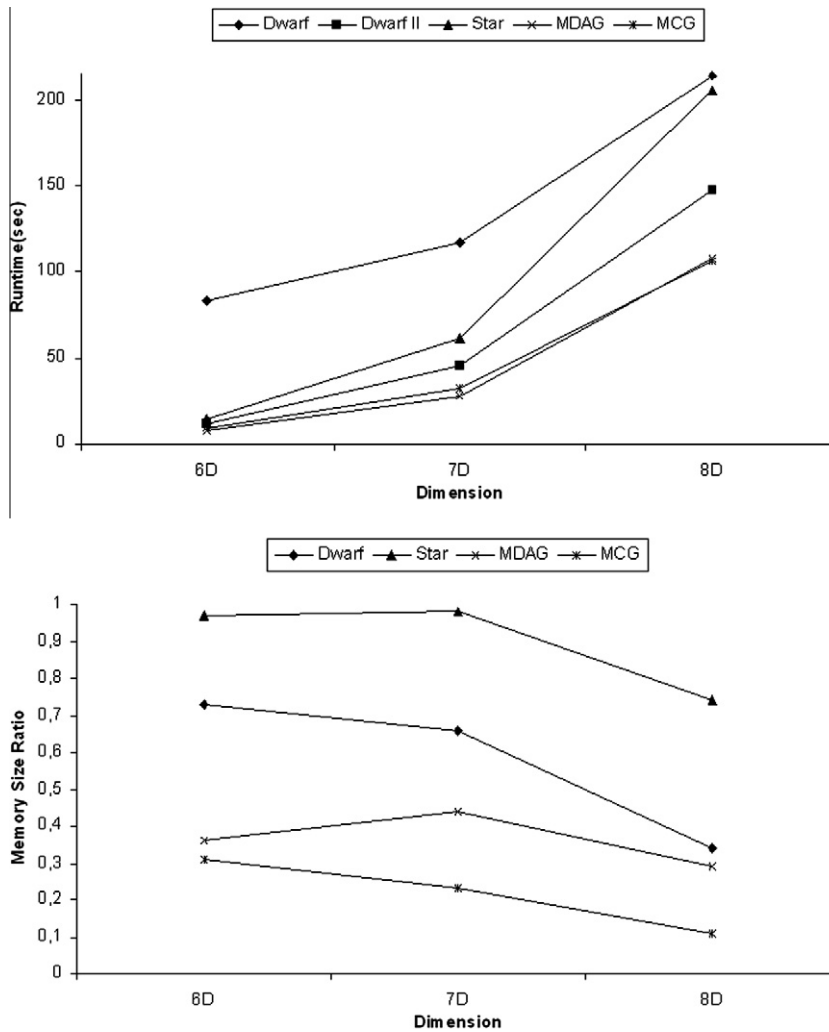 Dwarf Dwarf II Star MDAG MCG
200
150
100
50
0
Runtime(sec)
6D 7D 8D
Dimension
Dwarf Star MDAG MCG
1
0,9
0,8
0,7
0,6
0,5
0,4
0,3
0,2
0,1
0
Memory Size Ratio
6D 7D 8D
Dimension